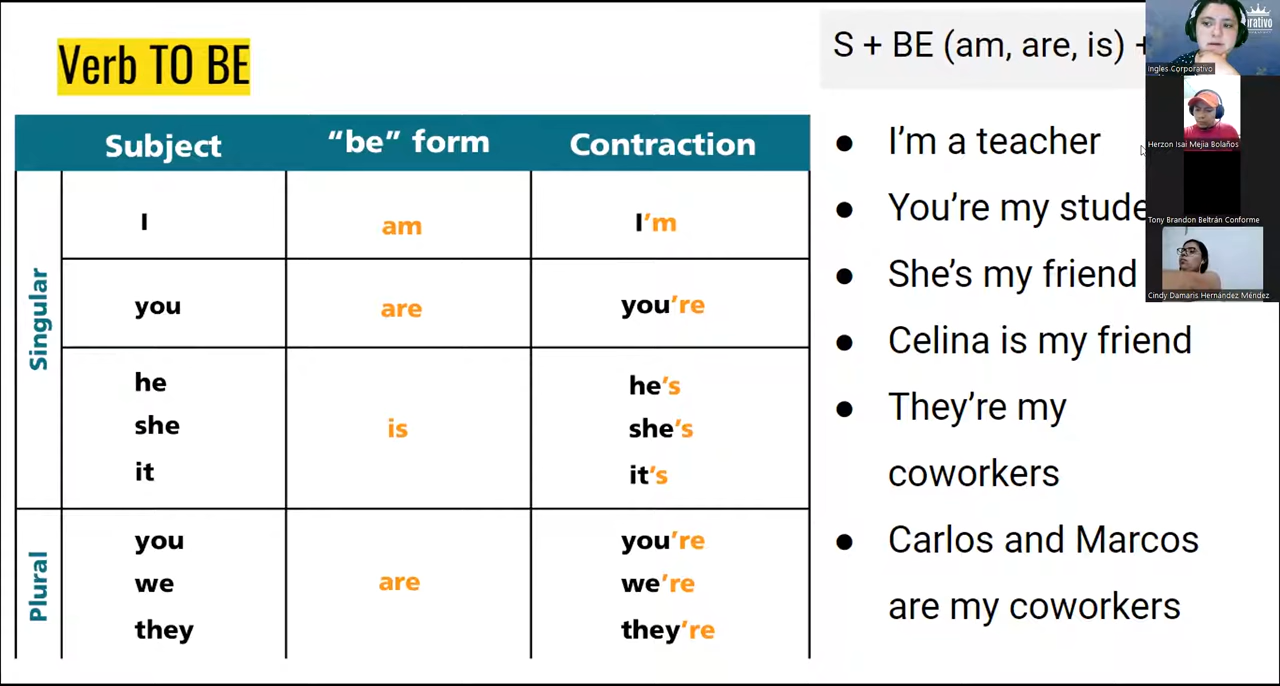 Verb TO BE
S + BE (am, are, is) +
Subject "be" form Contraction
Singular
I am I'm
you are you're
he he's
she is she's
it it's
Plural
you you're
we are we're
they they're
● I'm a teacher
● You're my stude
● She's my friend
● Celina is my friend
● They're my
coworkers
● Carlos and Marcos
are my coworkers
Ingles Corporativo
Herzon Isai Mejia Bolaños
Tony Brandon Beltrán Conforme
Cindy Damaris Hernández Méndez